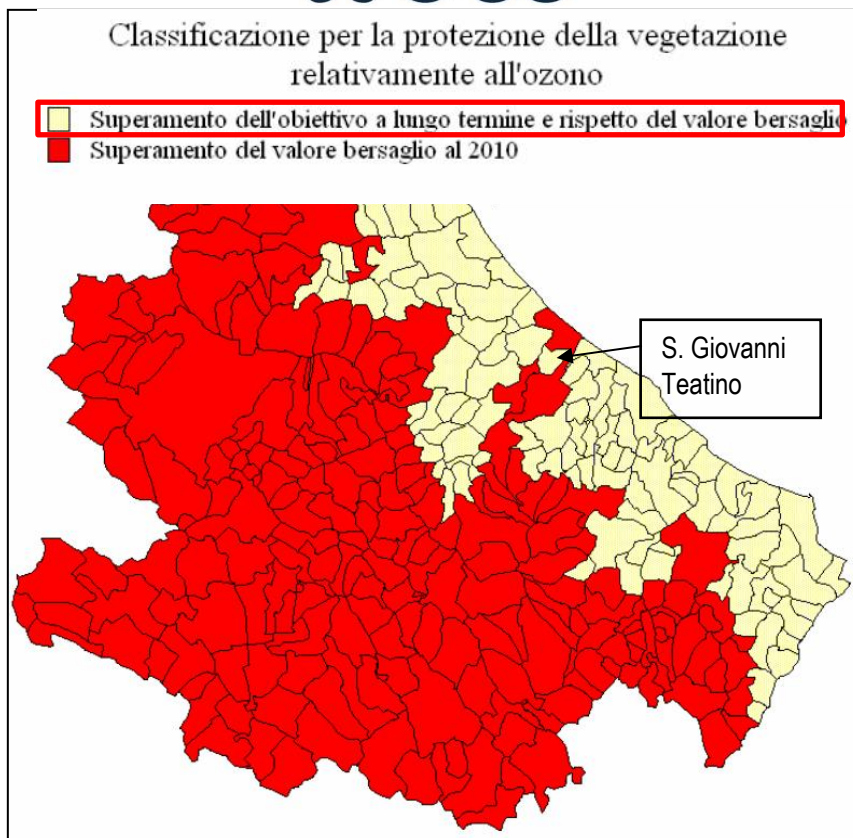 Classificazione per la protezione della vegetazione
relativamente all'ozono
Superamento dell'obiettivo a lungo termine e rispetto del valore bersaglio
Superamento del valore bersaglio al 2010
S. Giovanni
Teatino